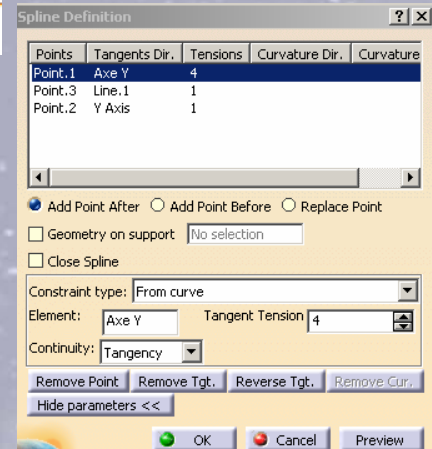 Spline Definition
Points Tangents Dir. Tensions Curvature Dir. Curvature
Point.1 Axe Y 4
Point.3 Line.1 1
Point.2 Y Axis 1
Add Point After Add Point Before Replace Point
Geometry on support No selection
Close Spline
Constraint type: From curve
Element: Axe Y Tangent Tension 4
Continuity: Tangency
Remove Point Remove Tgt. Reverse Tgt. Remove Cur.
Hide parameters <<
OK Cancel Preview